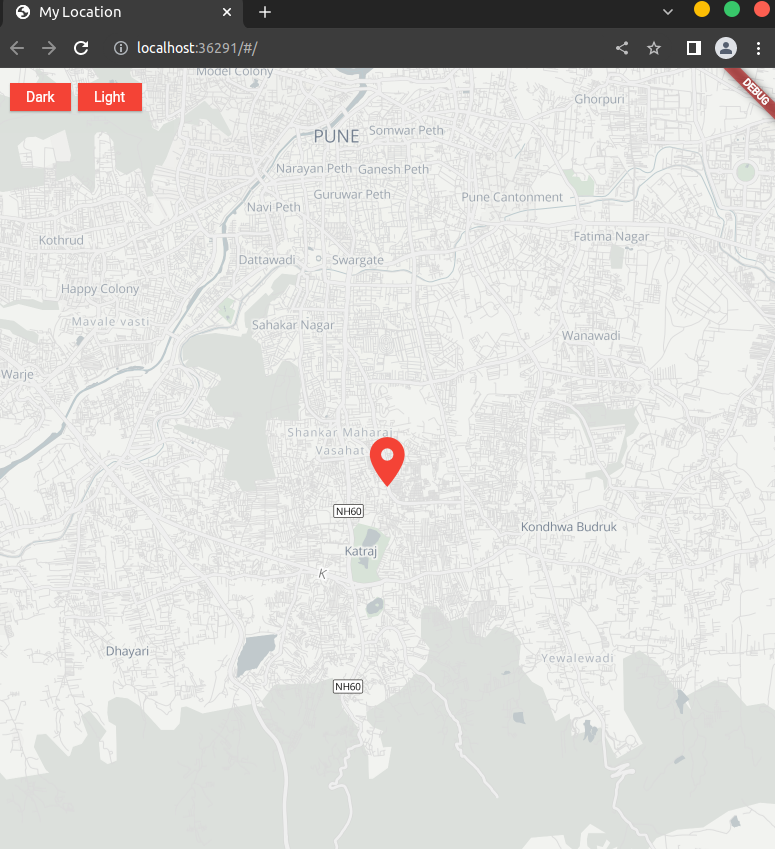 My Location
localhost:36291/#/
Dark
Light
DEBUG
Model Colony
Ghorpuri
PUNE
Somwar Peth
Narayan Peth
Ganesh Peth
Guruwar Peth
Pune Cantonment
Navi Peth
Kothrud
Fatima Nagar
Dattawadi
Swargate
Happy Colony
Mavale vasti
Sahakar Nagar
Wanawadi
Warje
Shankar Maharaj
Vasahat
NH60
Kondhwa Budruk
Katraj
K
Dhayari
Yewalewadi
NH60